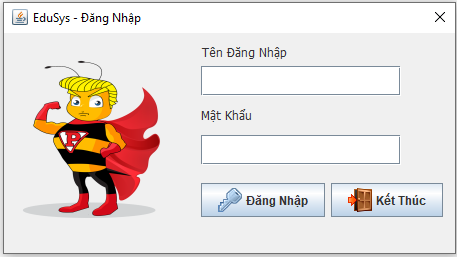 EduSys - Đăng Nhập
Tên Đăng Nhập
Mật Khẩu
P
Đăng Nhập
Kết Thúc